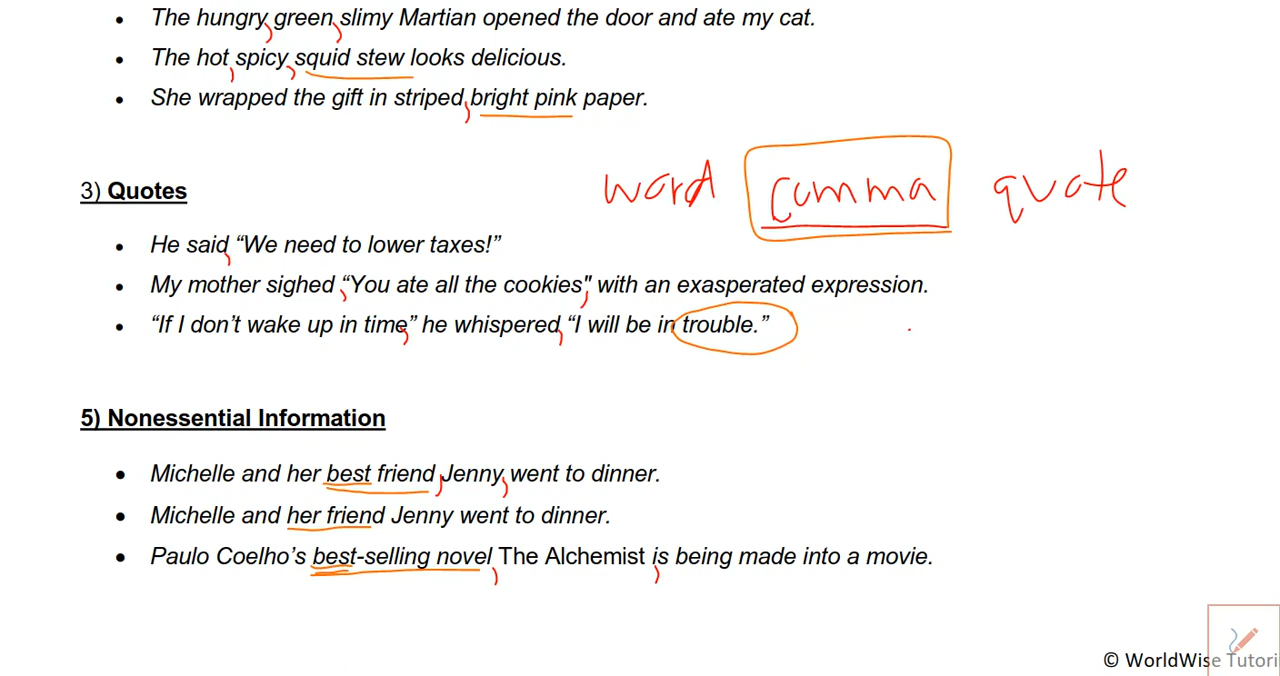 • The hungry, green, slimy Martian opened the door and ate my cat.
• The hot, spicy, squid stew looks delicious.
• She wrapped the gift in striped, bright pink paper.
word comma quote
3) Quotes
• He said, “We need to lower taxes!”
• My mother sighed, “You ate all the cookies," with an exasperated expression.
• “If I don’t wake up in time,” he whispered, “I will be in trouble.”
5) Nonessential Information
• Michelle and her best friend, Jenny, went to dinner.
• Michelle and her friend Jenny went to dinner.
• Paulo Coelho’s best-selling novel, The Alchemist, is being made into a movie.
© WorldWise Tutori